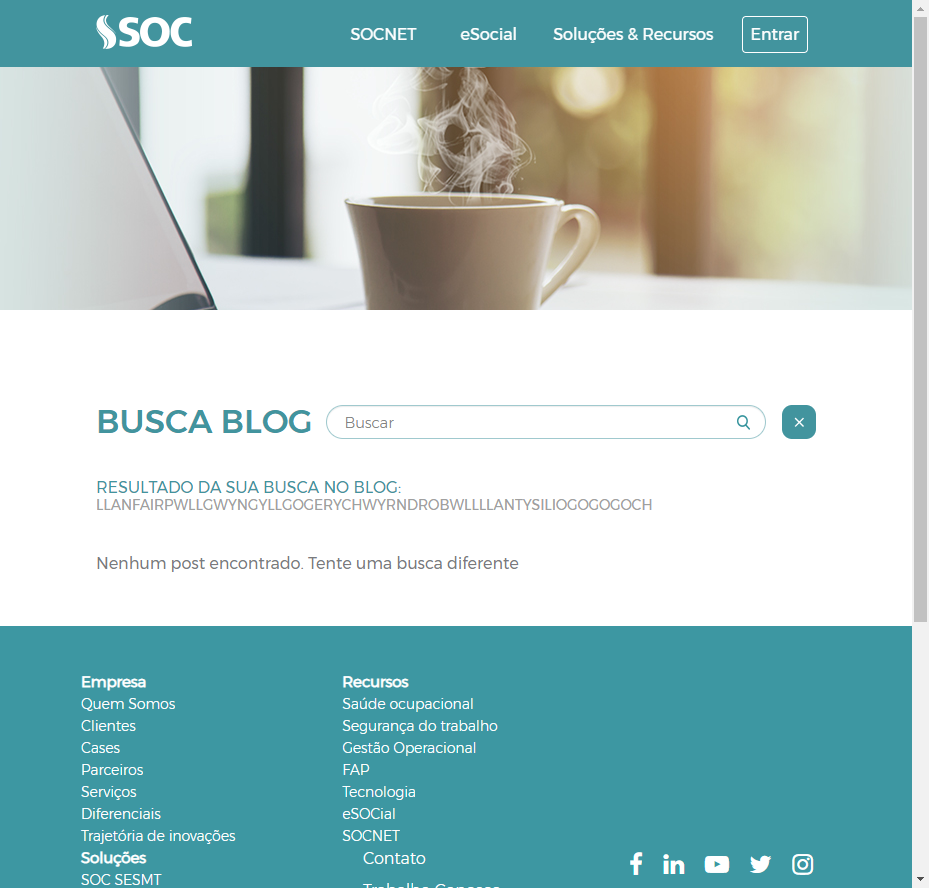 SOC
SOCNET
eSocial
Soluções & Recursos
Entrar
BUSCA BLOG
Buscar
RESULTADO DA SUA BUSCA NO BLOG:
LLANFAIRPWLLGWYNGYLLGOGERYCHWYRNDROBWLLLLANTYSILIOGOGOGOCH
Nenhum post encontrado. Tente uma busca diferente
Empresa
Quem Somos
Clientes
Cases
Parceiros
Serviços
Diferenciais
Trajetória de inovações
Soluções
SOC SESMT
Recursos
Saúde ocupacional
Segurança do trabalho
Gestão Operacional
FAP
Tecnologia
eSOCial
SOCNET
Contato
Trabalhe Conosco